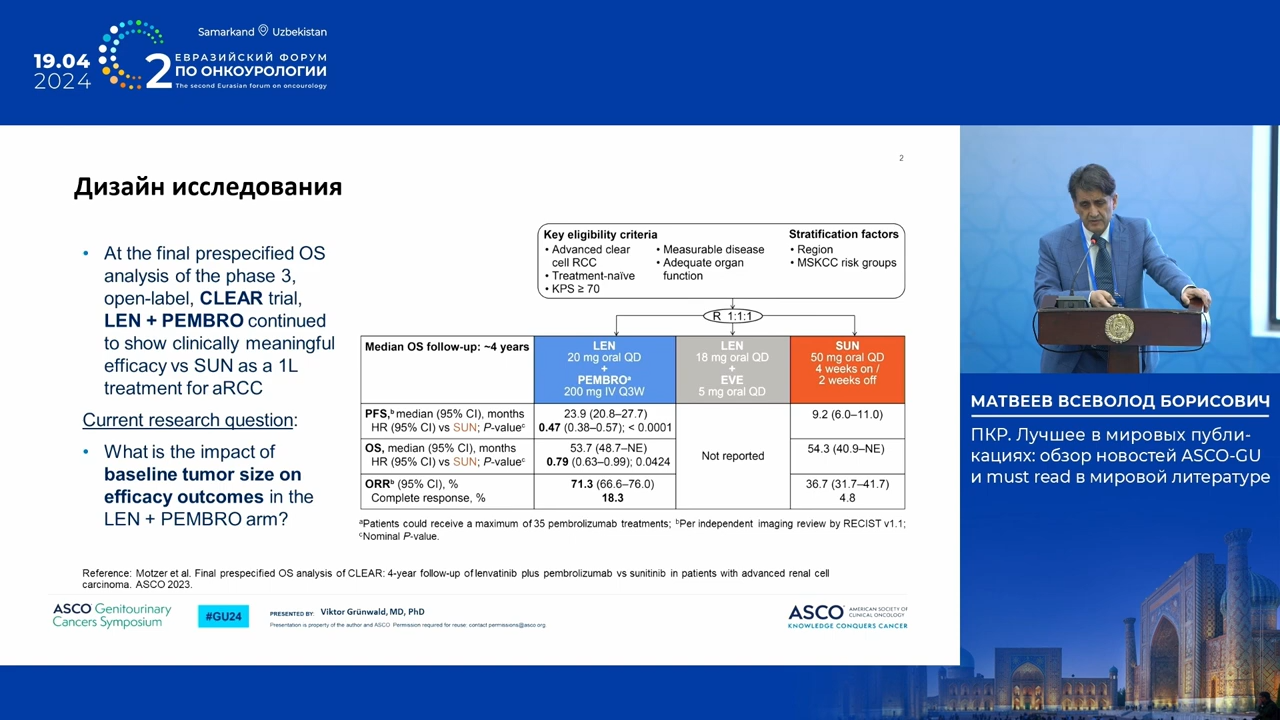 Samarkand Uzbekistan
19.04
2024
2
ЕВРАЗИЙСКИЙ ФОРУМ
ПО ОНКОУРОЛОГИИ
The second Eurasian forum on oncourology
2
Дизайн исследования
• At the final prespecified OS
analysis of the phase 3,
open-label, CLEAR trial,
LEN + PEMBRO continued
to show clinically meaningful
efficacy vs SUN as a 1L
treatment for aRCC
Current research question:
• What is the impact of
baseline tumor size on
efficacy outcomes in the
LEN + PEMBRO arm?
Key eligibility criteria
• Advanced clear
cell RCC
• Treatment-naïve
• KPS ≥ 70
• Measurable disease
• Adequate organ
function
Stratification factors
• Region
• MSKCC risk groups
R 1:1:1
Median OS follow-up: ~4 years
LEN
20 mg oral QD
+
PEMBROᵃ
200 mg IV Q3W
LEN
18 mg oral QD
+
EVE
5 mg oral QD
SUN
50 mg oral QD
4 weeks on /
2 weeks off
PFS,ᵇ median (95% CI), months
HR (95% CI) vs SUN; P-valueᶜ
23.9 (20.8–27.7)
0.47 (0.38–0.57); < 0.0001
Not reported
9.2 (6.0–11.0)
OS, median (95% CI), months
HR (95% CI) vs SUN; P-valueᶜ
53.7 (48.7–NE)
0.79 (0.63–0.99); 0.0424
54.3 (40.9–NE)
ORRᵇ (95% CI), %
Complete response, %
71.3 (66.6–76.0)
18.3
36.7 (31.7–41.7)
4.8
ᵃPatients could receive a maximum of 35 pembrolizumab treatments; ᵇPer independent imaging review by RECIST v1.1;
ᶜNominal P-value.
Reference: Motzer et al. Final prespecified OS analysis of CLEAR: 4-year follow-up of lenvatinib plus pembrolizumab vs sunitinib in patients with advanced renal cell
carcinoma. ASCO 2023.
ASCO Genitourinary
Cancers Symposium
#GU24
PRESENTED BY: Viktor Grünwald, MD, PhD
Presentation is property of the author and ASCO. Permission required for reuse: contact permissions@asco.org
ASCO AMERICAN SOCIETY OF
CLINICAL ONCOLOGY
KNOWLEDGE CONQUERS CANCER
МАТВЕЕВ ВСЕВОЛОД БОРИСОВИЧ
ПКР. Лучшее в мировых публи-
кациях: обзор новостей ASCO-GU
и must read в мировой литературе